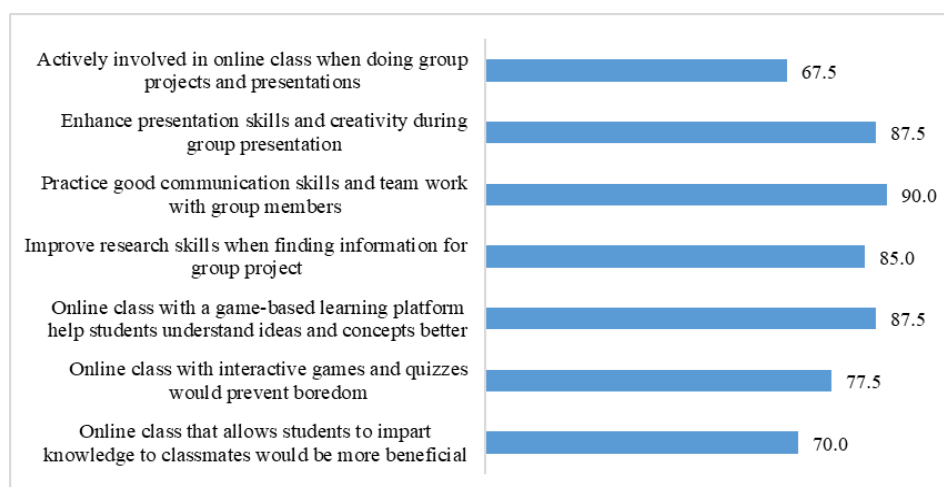 Actively involved in online class when doing group
projects and presentations
67.5
Enhance presentation skills and creativity during
group presentation
87.5
Practice good communication skills and team work
with group members
90.0
Improve research skills when finding information for
group project
85.0
Online class with a game-based learning platform
help students understand ideas and concepts better
87.5
Online class with interactive games and quizzes
would prevent boredom
77.5
Online class that allows students to impart
knowledge to classmates would be more beneficial
70.0